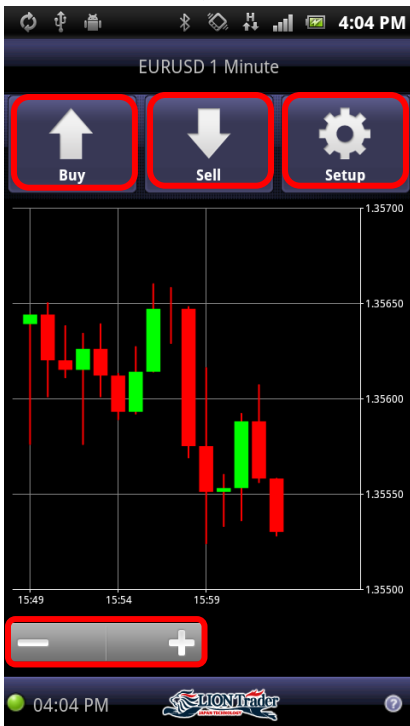 H
4:04 PM
EURUSD 1 Minute
Buy
Sell
Setup
1.35700
1.35650
1.35600
1.35550
1.35500
15:49
15:54
15:59
04:04 PM
LIONTrader
JAPAN TECHNOLOGY
?